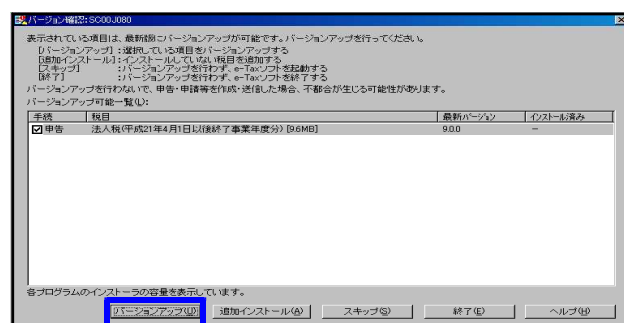 バージョン確認:SC00J080
表示されている項目は、最新版にバージョンアップが可能です。バージョンアップを行ってください。
[バージョンアップ] :選択している項目をバージョンアップする
[追加インストール]:インストールしていない税目を追加する
[スキップ] :バージョンアップを行わず、e-Taxソフトを起動する
[終了] :バージョンアップを行わず、e-Taxソフトを終了する
バージョンアップを行わないで、申告・申請等を作成・送信した場合、不都合が生じる可能性があります。
バージョンアップ可能一覧(L):
手続 税目 最新バージョン インストール済み
申告 法人税(平成21年4月1日以後終了事業年度分) [9.6MB] 9.0.0 −
各プログラムのインストーラの容量を表示しています。
バージョンアップ(U) 追加インストール(A) スキップ(S) 終了(E) ヘルプ(H)